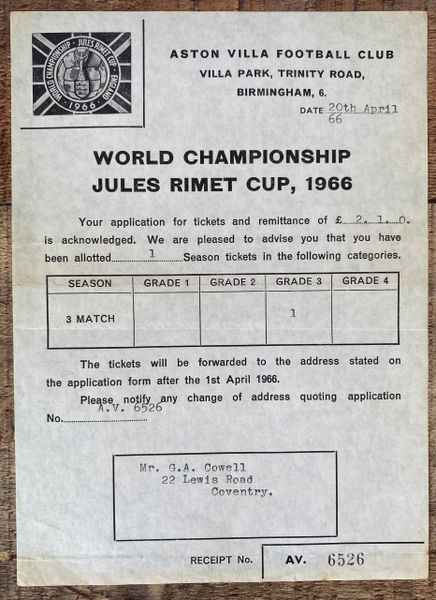 WORLD CHAMPIONSHIP · JULES RIMET CUP · ENGLAND
· 1966 ·
ASTON VILLA FOOTBALL CLUB
VILLA PARK, TRINITY ROAD,
BIRMINGHAM, 6.
DATE 20th April
66
WORLD CHAMPIONSHIP
JULES RIMET CUP, 1966
Your application for tickets and remittance of £ 2. 1. 0.
is acknowledged. We are pleased to advise you that you have
been allotted 1 Season tickets in the following categories.
SEASON GRADE 1 GRADE 2 GRADE 3 GRADE 4
3 MATCH 1
The tickets will be forwarded to the address stated on
the application form after the 1st April 1966.
Please notify any change of address quoting application
No. A.V. 6526
Mr. G.A. Cowell
22 Lewis Road
Coventry.
RECEIPT No. AV. 6526